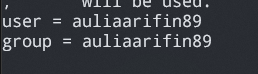 ; will be used.
user = auliaarifin89
group = auliaarifin89